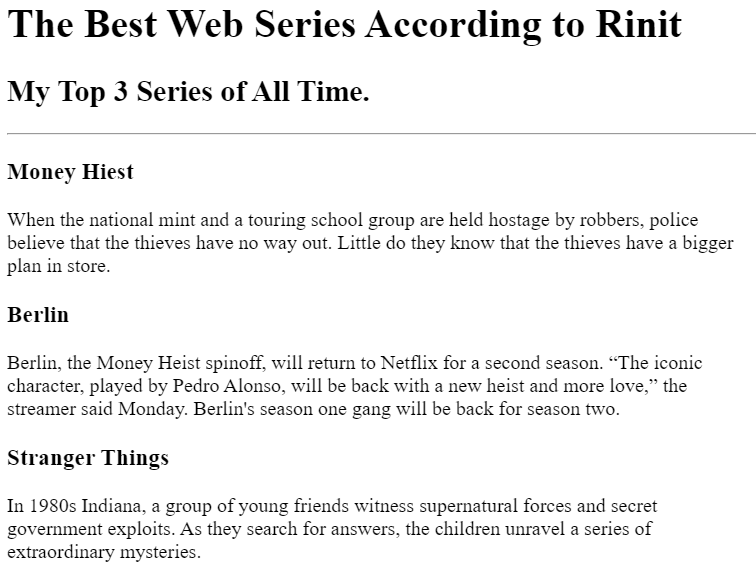 The Best Web Series According to Rinit
My Top 3 Series of All Time.
Money Hiest
When the national mint and a touring school group are held hostage by robbers, police
believe that the thieves have no way out. Little do they know that the thieves have a bigger
plan in store.
Berlin
Berlin, the Money Heist spinoff, will return to Netflix for a second season. “The iconic
character, played by Pedro Alonso, will be back with a new heist and more love,” the
streamer said Monday. Berlin's season one gang will be back for season two.
Stranger Things
In 1980s Indiana, a group of young friends witness supernatural forces and secret
government exploits. As they search for answers, the children unravel a series of
extraordinary mysteries.